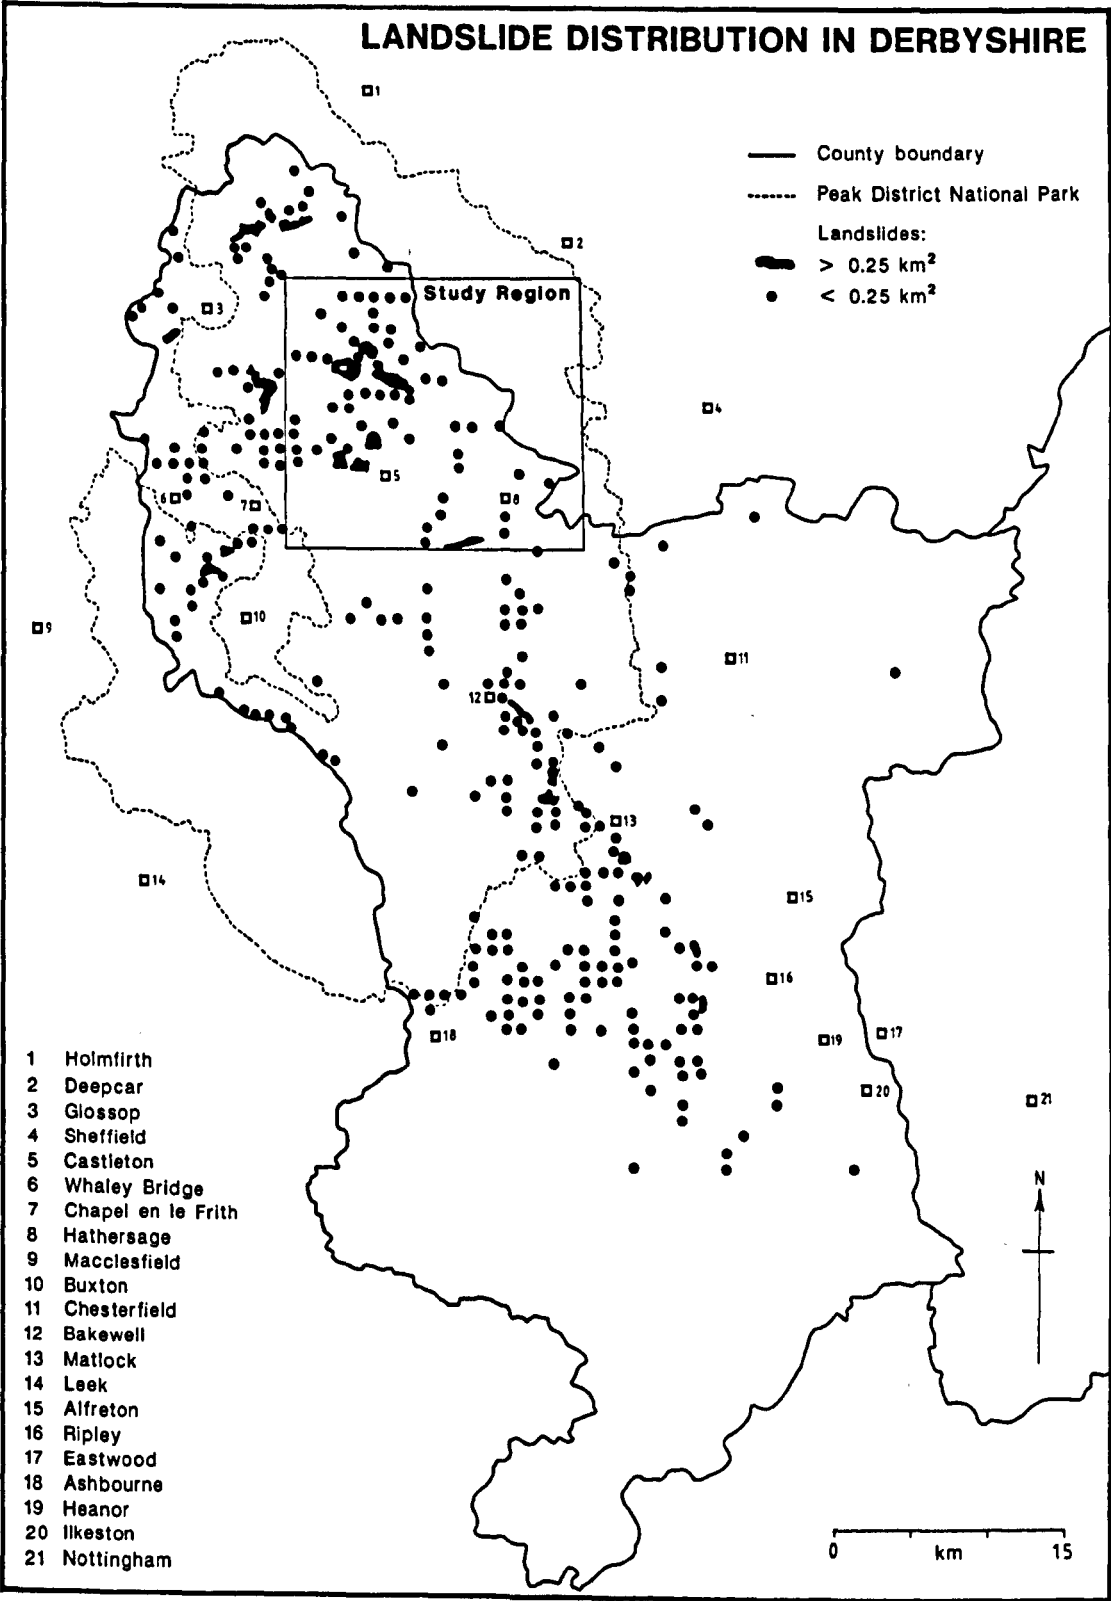 LANDSLIDE DISTRIBUTION IN DERBYSHIRE
County boundary
Peak District National Park
Landslides:
> 0.25 km²
< 0.25 km²
Study Region
1
2
3
4
5
6
7
8
9
10
11
12
13
14
15
16
17
18
19
20
21
N
1 Holmfirth
2 Deepcar
3 Glossop
4 Sheffield
5 Castleton
6 Whaley Bridge
7 Chapel en le Frith
8 Hathersage
9 Macclesfield
10 Buxton
11 Chesterfield
12 Bakewell
13 Matlock
14 Leek
15 Alfreton
16 Ripley
17 Eastwood
18 Ashbourne
19 Heanor
20 Ilkeston
21 Nottingham
0 km 15